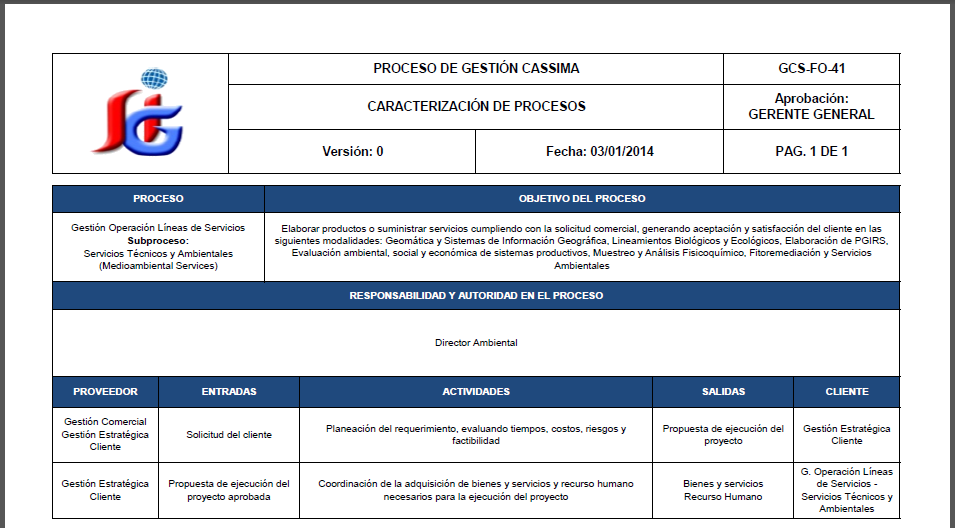 PROCESO DE GESTIÓN CASSIMA
GCS-FO-41
CARACTERIZACIÓN DE PROCESOS
Aprobación:
GERENTE GENERAL
Versión: 0
Fecha: 03/01/2014
PAG. 1 DE 1
PROCESO
OBJETIVO DEL PROCESO
Gestión Operación Líneas de Servicios
Subproceso:
Servicios Técnicos y Ambientales
(Medioambiental Services)
Elaborar productos o suministrar servicios cumpliendo con la solicitud comercial, generando aceptación y satisfacción del cliente en las
siguientes modalidades: Geomática y Sistemas de Información Geográfica, Lineamientos Biológicos y Ecológicos, Elaboración de PGIRS,
Evaluación ambiental, social y económica de sistemas productivos, Muestreo y Análisis Fisicoquímico, Fitoremediación y Servicios
Ambientales
RESPONSABILIDAD Y AUTORIDAD EN EL PROCESO
Director Ambiental
PROVEEDOR
ENTRADAS
ACTIVIDADES
SALIDAS
CLIENTE
Gestión Comercial
Gestión Estratégica
Cliente
Solicitud del cliente
Planeación del requerimiento, evaluando tiempos, costos, riesgos y
factibilidad
Propuesta de ejecución del
proyecto
Gestión Estratégica
Cliente
Gestión Estratégica
Cliente
Propuesta de ejecución del
proyecto aprobada
Coordinación de la adquisición de bienes y servicios y recurso humano
necesarios para la ejecución del proyecto
Bienes y servicios
Recurso Humano
G. Operación Líneas
de Servicios -
Servicios Técnicos y
Ambientales